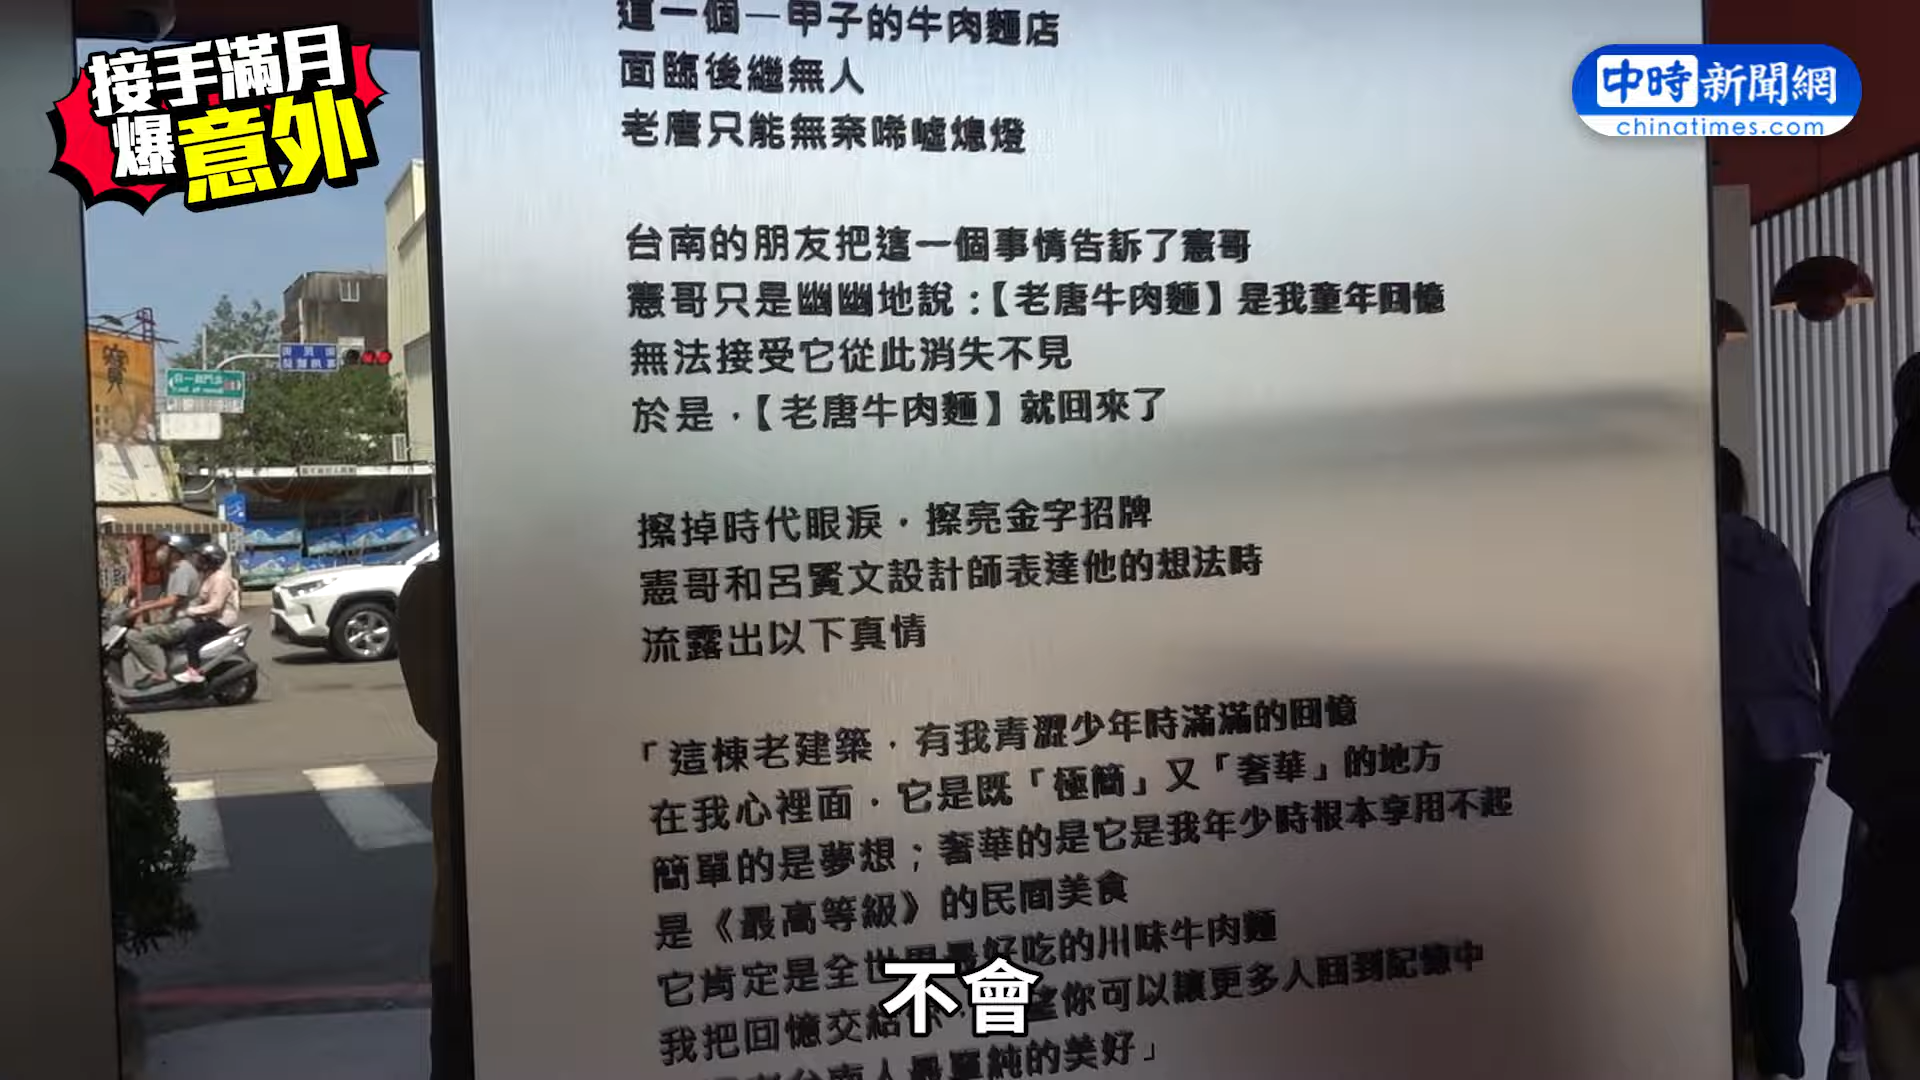 接手滿月
爆意外
中時新聞網
chinatimes.com
這一個一甲子的牛肉麵店
面臨後繼無人
老唐只能無奈唏噓熄燈
台南的朋友把這一個事情告訴了憲哥
憲哥只是幽幽地說：【老唐牛肉麵】是我童年回憶
無法接受它從此消失不見
於是，【老唐牛肉麵】就回來了
擦掉時代眼淚，擦亮金字招牌
憲哥和呂賢文設計師表達他的想法時
流露出以下真情
「這棟老建築，有我青澀少年時滿滿的回憶
在我心裡面，它是既「極簡」又「奢華」的地方
簡單的是夢想；奢華的是它是我年少時根本享用不起
是《最高等級》的民間美食
它肯定是全世界最好吃的川味牛肉麵
我把回憶交給你，望你可以讓更多人回到記憶中
台南人最單純的美好」
不會